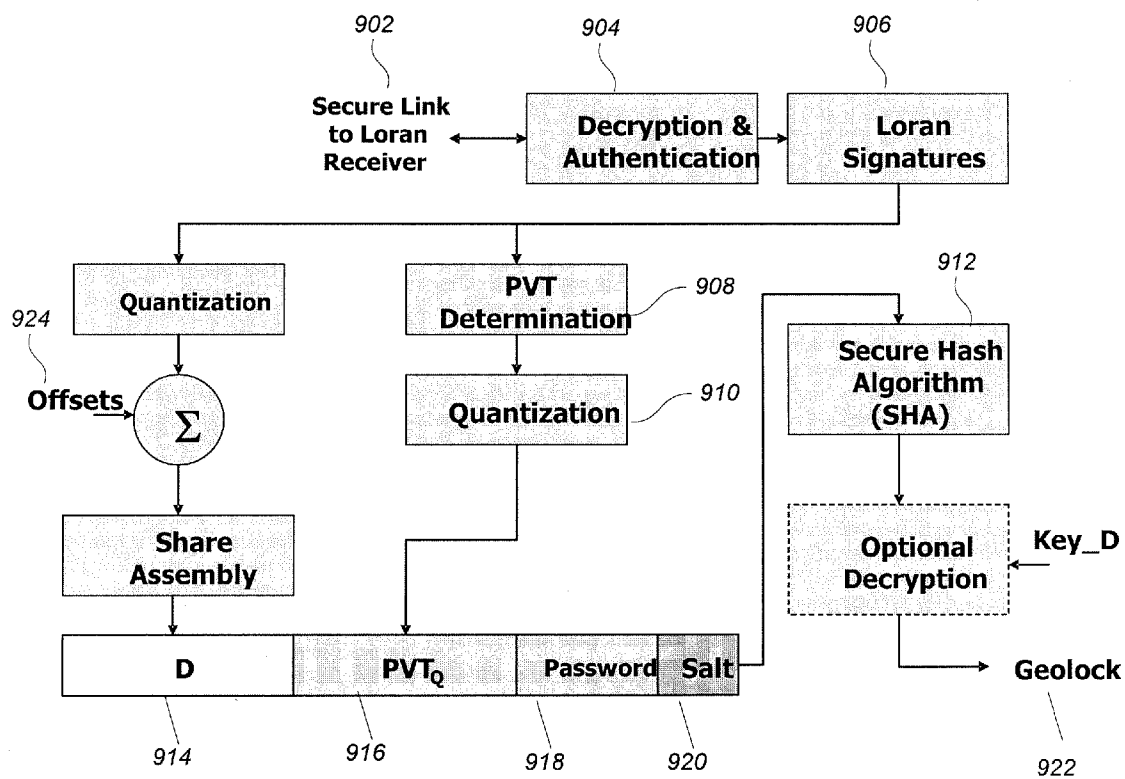 902
904
906
Secure Link
to Loran
Receiver
Decryption &
Authentication
Loran
Signatures
Quantization
PVT
Determination
908
912
924
Offsets
Σ
Quantization
910
Secure Hash
Algorithm
(SHA)
Share
Assembly
Optional
Decryption
Key_D
D
PVTQ
Password
Salt
Geolock
914
916
918
920
922